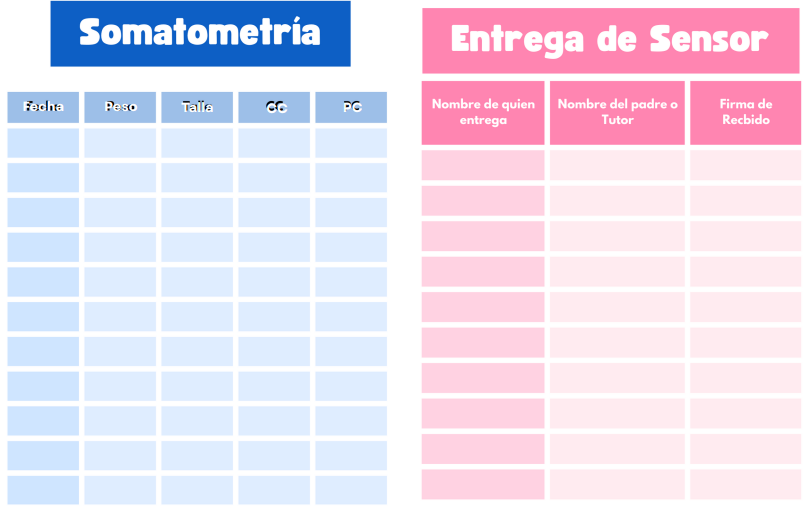 Somatometría
Fecha Peso Talla CC PC
Entrega de Sensor
Nombre de quien entrega
Nombre del padre o Tutor
Firma de Recbido